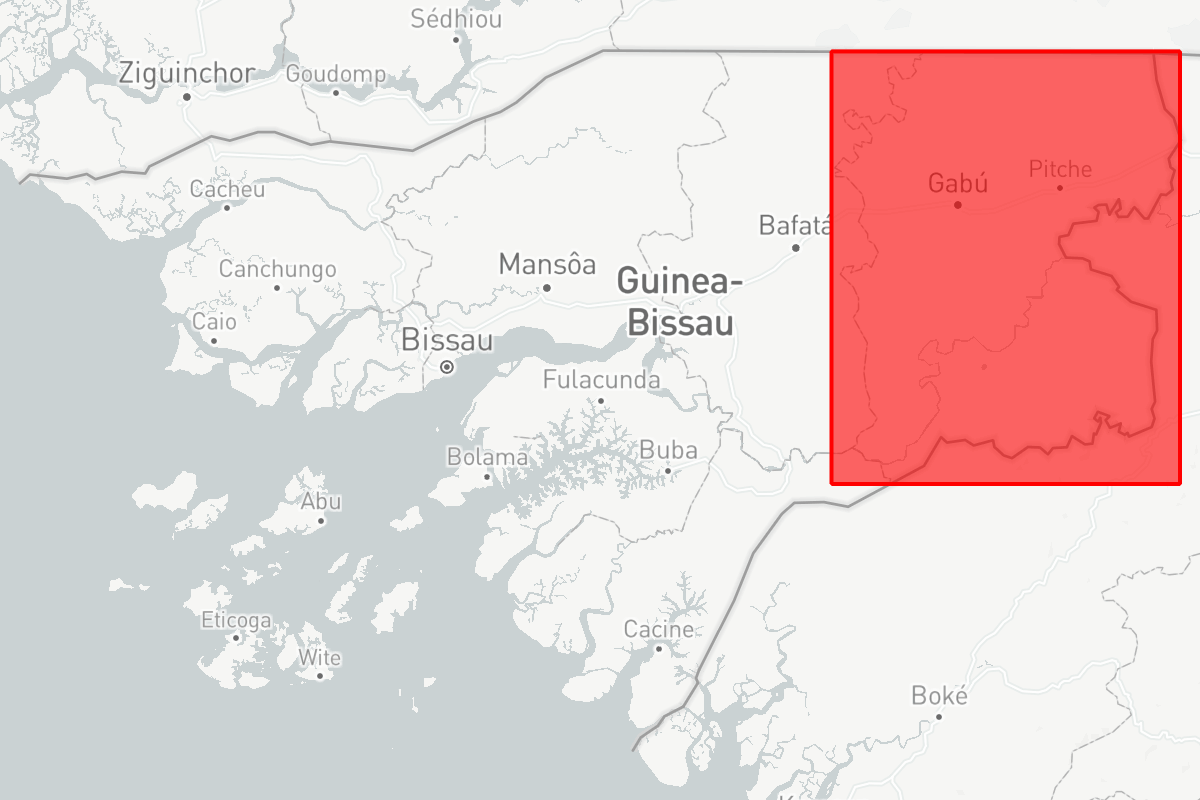 Sédhiou
Ziguinchor
Goudomp
Pitche
Cacheu
Gabú
Bafatá
Mansôa
Canchungo
Guinea-
Bissau
Caio
Bissau
Fulacunda
Buba
Bolama
Abu
Eticoga
Cacine
Wite
Boké